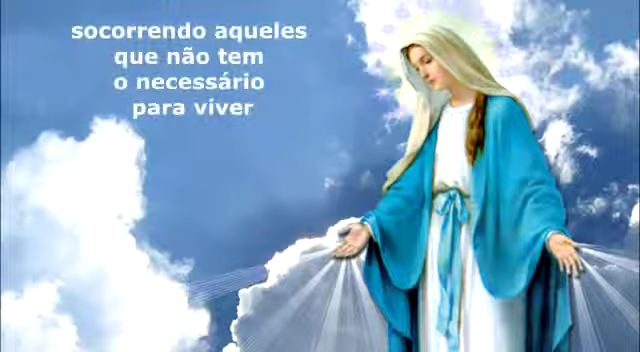 socorrendo aqueles
que não tem
o necessário
para viver